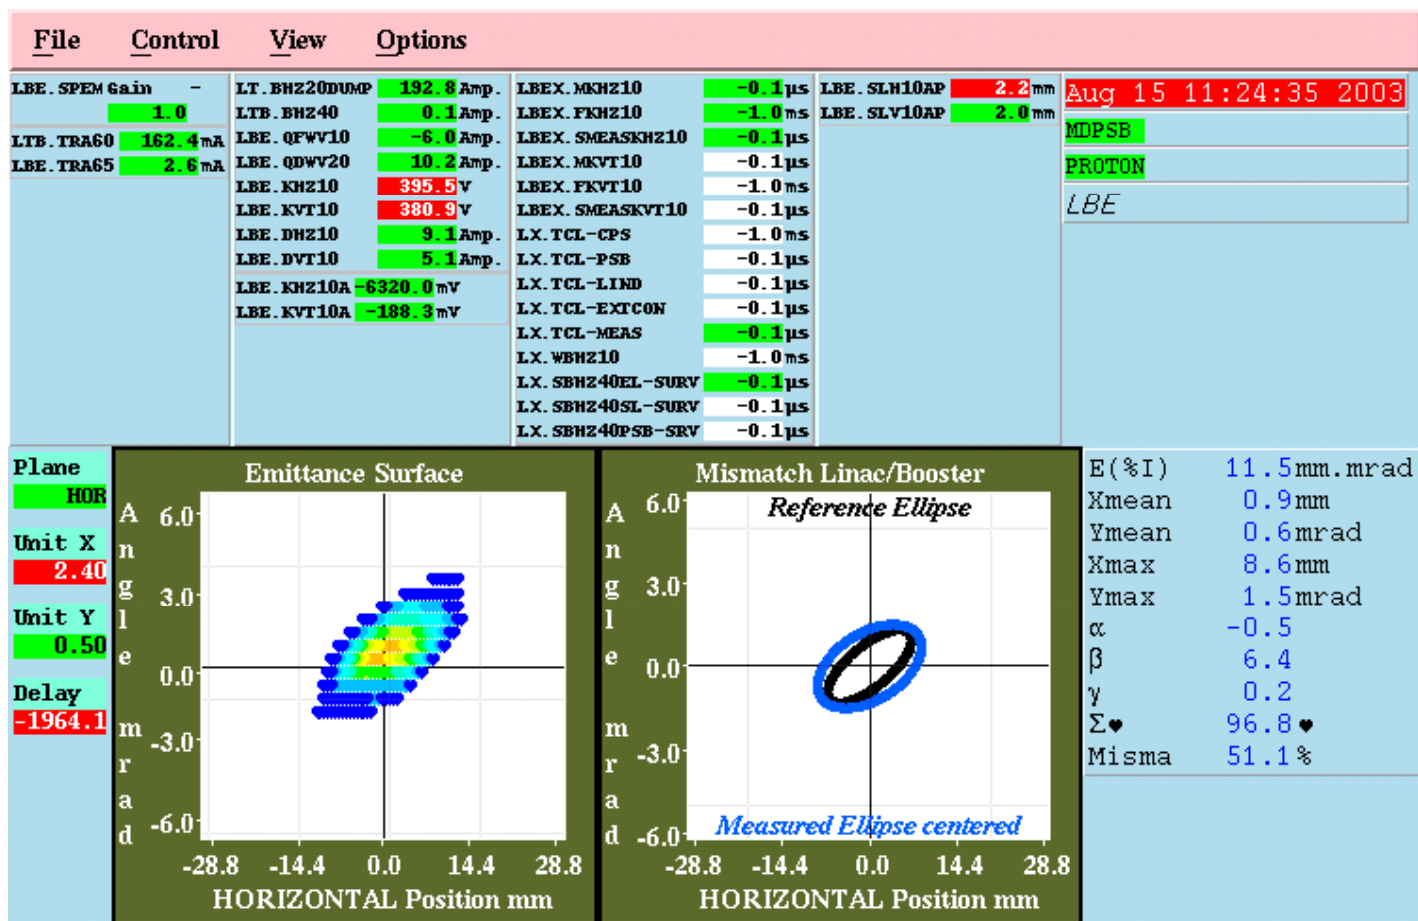 File Control View Options
LBE.SPEM Gain -
1.0
LTB.TRA60 162.4 mA
LBE.TRA65 2.6 mA
LT.BHZ20DUMP 192.8 Amp.
LTB.BHZ40 0.1 Amp.
LBE.QFWV10 -6.0 Amp.
LBE.QDWV20 10.2 Amp.
LBE.KHZ10 395.5 V
LBE.KVT10 380.9 V
LBE.DHZ10 9.1 Amp.
LBE.DVT10 5.1 Amp.
LBE.KHZ10A -6320.0 mV
LBE.KVT10A -188.3 mV
LBEX.MKHZ10 -0.1 µs
LBEX.FKHZ10 -1.0 ms
LBEX.SMEASKHZ10 -0.1 µs
LBEX.MKVT10 -0.1 µs
LBEX.FKVT10 -1.0 ms
LBEX.SMEASKVT10 -0.1 µs
LX.TCL-CPS -1.0 ms
LX.TCL-PSB -0.1 µs
LX.TCL-LIND -0.1 µs
LX.TCL-EXTCON -0.1 µs
LX.TCL-MEAS -0.1 µs
LX.WBHZ10 -1.0 ms
LX.SBHZ40EL-SURV -0.1 µs
LX.SBHZ40SL-SURV -0.1 µs
LX.SBHZ40PSB-SRV -0.1 µs
LBE.SLH10AP 2.2 mm
LBE.SLV10AP 2.0 mm
Aug 15 11:24:35 2003
MDPSB
PROTON
LBE
Plane
HOR
Unit X
2.40
Unit Y
0.50
Delay
-1964.1
Emittance Surface
Angle mrad
6.0
3.0
0.0
-3.0
-6.0
-28.8 -14.4 0.0 14.4 28.8
HORIZONTAL Position mm
Mismatch Linac/Booster
Reference Ellipse
Angle mrad
6.0
3.0
0.0
-3.0
-6.0
Measured Ellipse centered
-28.8 -14.4 0.0 14.4 28.8
HORIZONTAL Position mm
E(%I) 11.5 mm.mrad
Xmean 0.9 mm
Ymean 0.6 mrad
Xmax 8.6 mm
Ymax 1.5 mrad
α -0.5
β 6.4
γ 0.2
Σ♥ 96.8 ♥
Misma 51.1 %